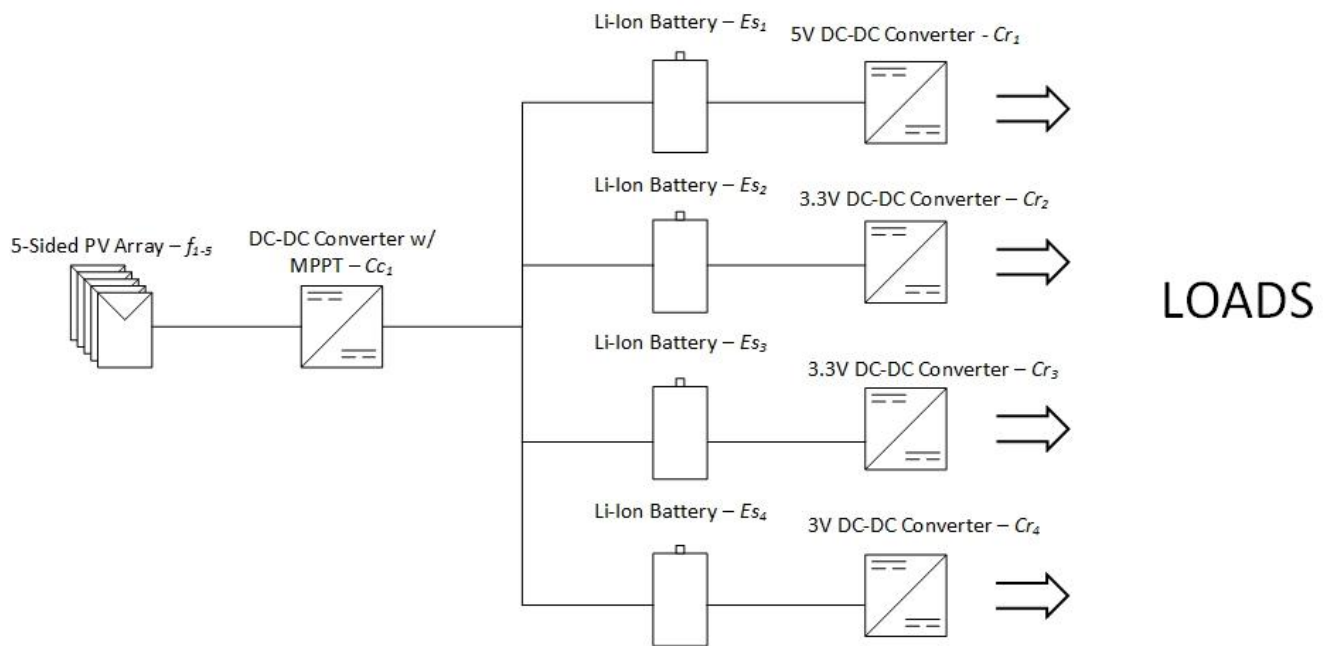 Li-Ion Battery – Es₁
5V DC-DC Converter - Cr₁
Li-Ion Battery – Es₂
3.3V DC-DC Converter – Cr₂
5-Sided PV Array – f₁₋₅
DC-DC Converter w/
MPPT – Cc₁
LOADS
Li-Ion Battery – Es₃
3.3V DC-DC Converter – Cr₃
Li-Ion Battery – Es₄
3V DC-DC Converter – Cr₄